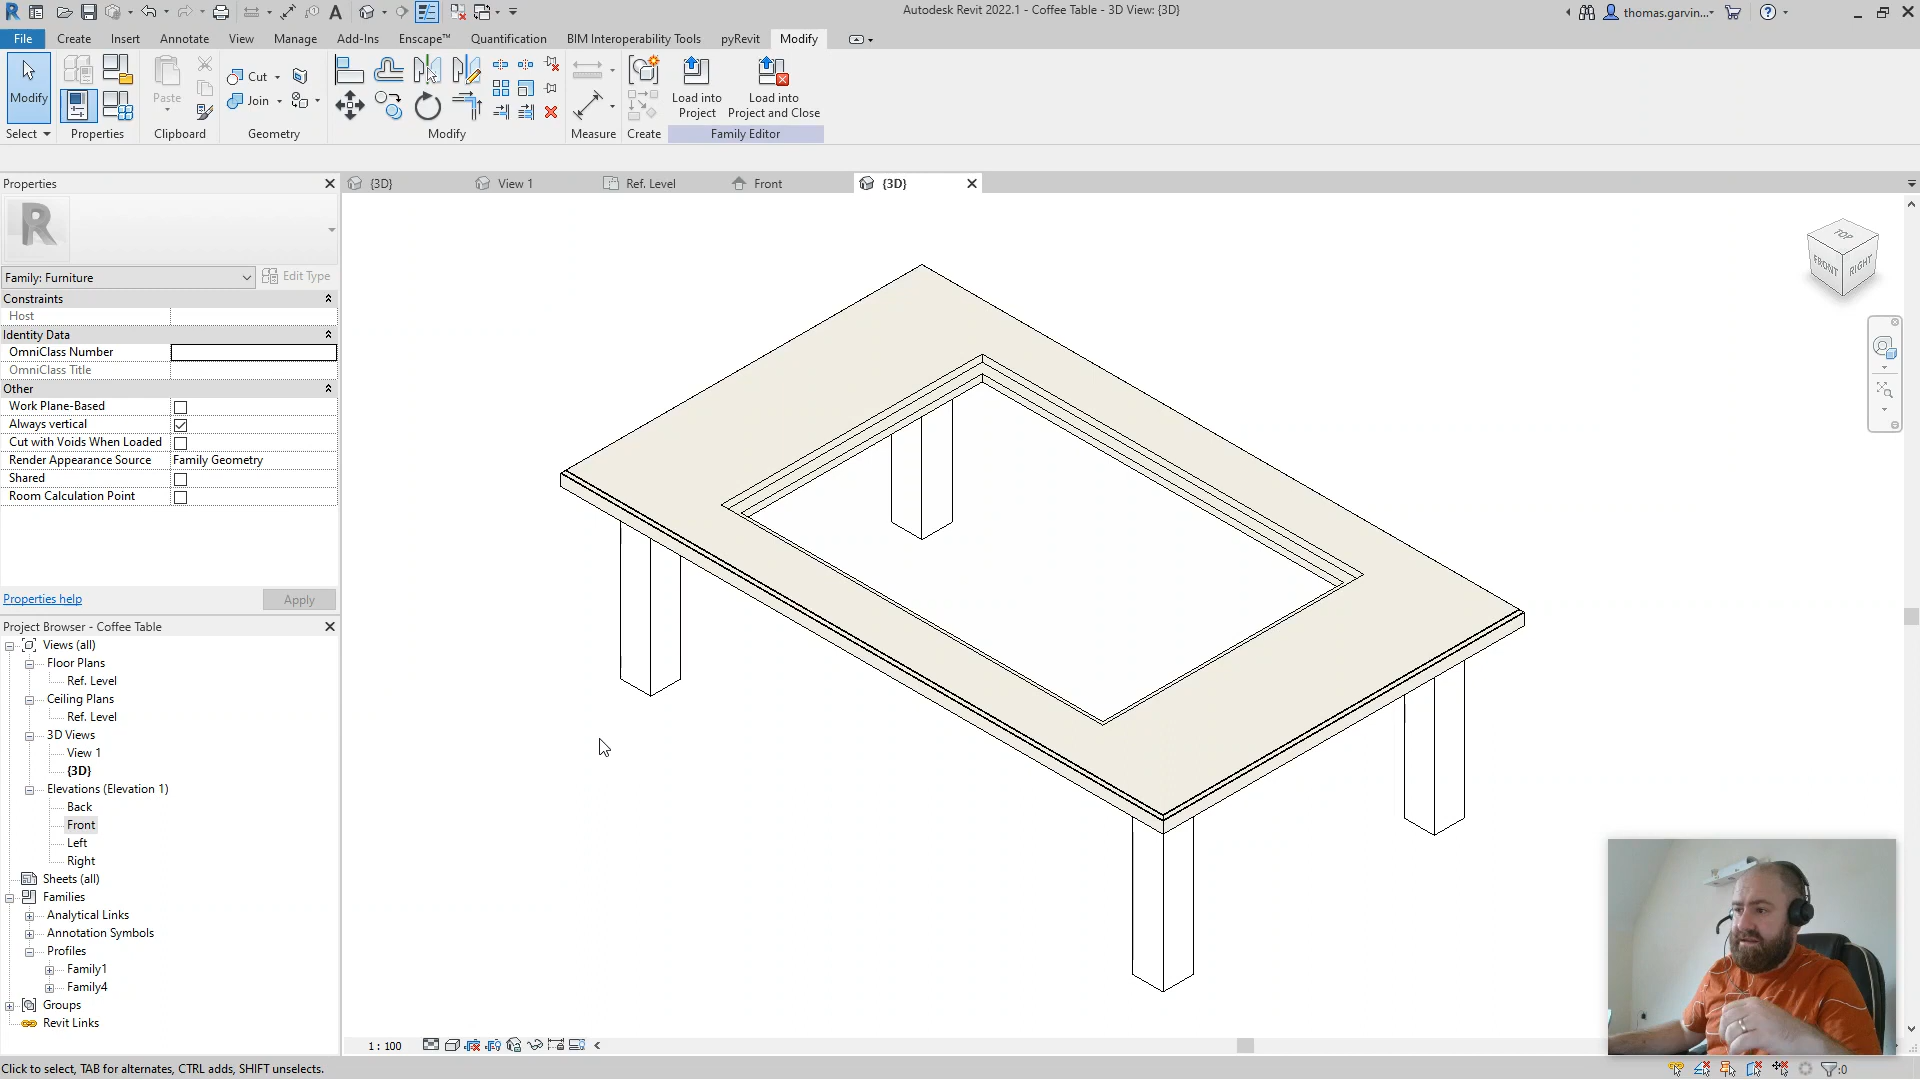 Autodesk Revit 2022.1 - Coffee Table - 3D View: {3D}
thomas.garvin...
File
Create
Insert
Annotate
View
Manage
Add-Ins
Enscape™
Quantification
BIM Interoperability Tools
pyRevit
Modify
Modify
Paste
Cut
Join
Load into
Project
Load into
Project and Close
Select
Properties
Clipboard
Geometry
Modify
Measure
Create
Family Editor
Properties
{3D}
View 1
Ref. Level
Front
{3D}
R
Family: Furniture
Edit Type
Constraints
Host
Identity Data
OmniClass Number
OmniClass Title
Other
Work Plane-Based
Always vertical
Cut with Voids When Loaded
Render Appearance Source
Family Geometry
Shared
Room Calculation Point
Properties help
Apply
TOP
FRONT
RIGHT
Project Browser - Coffee Table
Views (all)
Floor Plans
Ref. Level
Ceiling Plans
Ref. Level
3D Views
View 1
{3D}
Elevations (Elevation 1)
Back
Front
Left
Right
Sheets (all)
Families
Analytical Links
Annotation Symbols
Profiles
Family1
Family4
Groups
Revit Links
1 : 100
Click to select, TAB for alternates, CTRL adds, SHIFT unselects.
:0